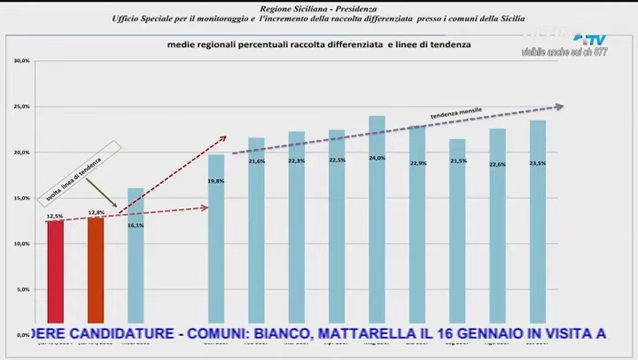 Regione Siciliana - Presidenza
Ufficio Speciale per il monitoraggio e l'incremento della raccolta differenziata presso i comuni della Sicilia
medie regionali percentuali raccolta differenziata e linee di tendenza
TV
visibile anche sul ch 877
30,0%
25,0%
20,0%
15,0%
10,0%
5,0%
0,0%
svolta linea di tendenza
tendenza mensile
12,5%
12,8%
16,1%
19,8%
21,6%
22,3%
22,5%
24,0%
22,9%
21,5%
22,6%
23,5%
DERE CANDIDATURE - COMUNI: BIANCO, MATTARELLA IL 16 GENNAIO IN VISITA A